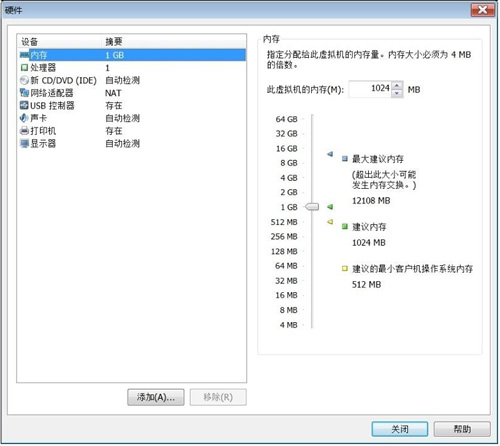 硬件
设备 摘要
内存 1 GB
处理器 1
新 CD/DVD (IDE) 自动检测
网络适配器 NAT
USB 控制器 存在
声卡 自动检测
打印机 存在
显示器 自动检测
添加(A)... 移除(R)
内存
指定分配给此虚拟机的内存量。内存大小必须为 4 MB
的倍数。
此虚拟机的内存(M): 1024 MB
64 GB
32 GB
16 GB
8 GB
4 GB
2 GB
1 GB
512 MB
256 MB
128 MB
64 MB
32 MB
16 MB
8 MB
4 MB
最大建议内存
(超出此大小可能
发生内存交换。)
12108 MB
建议内存
1024 MB
建议的最小客户机操作系统内存
512 MB
关闭 帮助